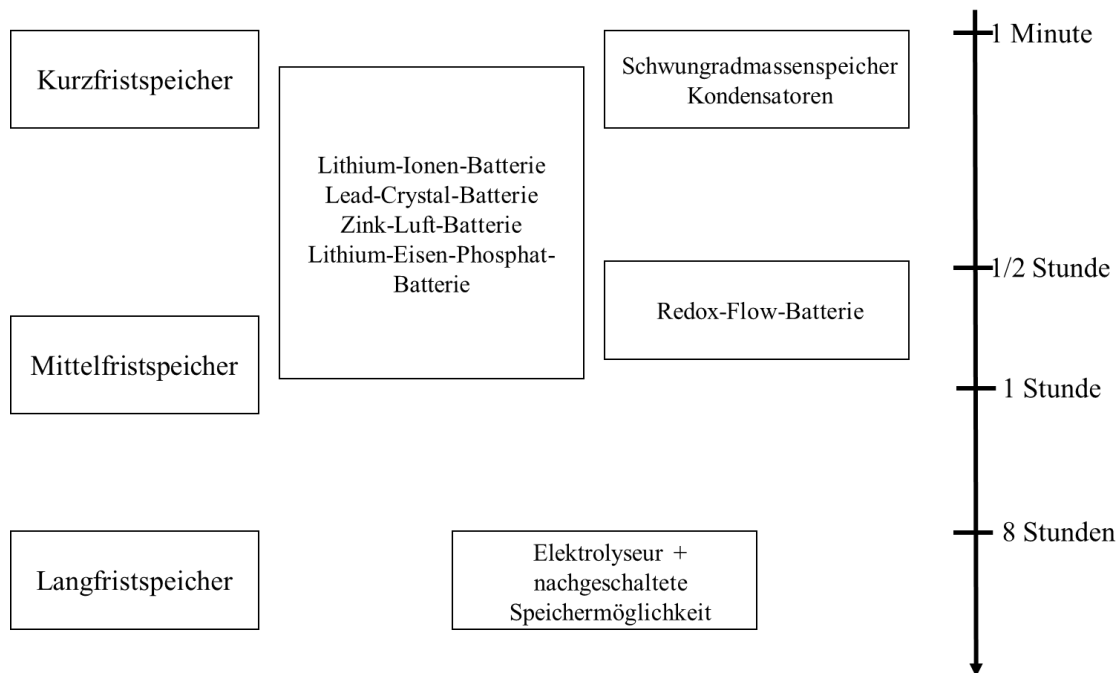 Kurzfristspeicher
Lithium-Ionen-Batterie
Lead-Crystal-Batterie
Zink-Luft-Batterie
Lithium-Eisen-Phosphat-
Batterie
Schwungradmassenspeicher
Kondensatoren
1 Minute
1/2 Stunde
Redox-Flow-Batterie
Mittelfristspeicher
1 Stunde
8 Stunden
Langfristspeicher
Elektrolyseur +
nachgeschaltete
Speichermöglichkeit